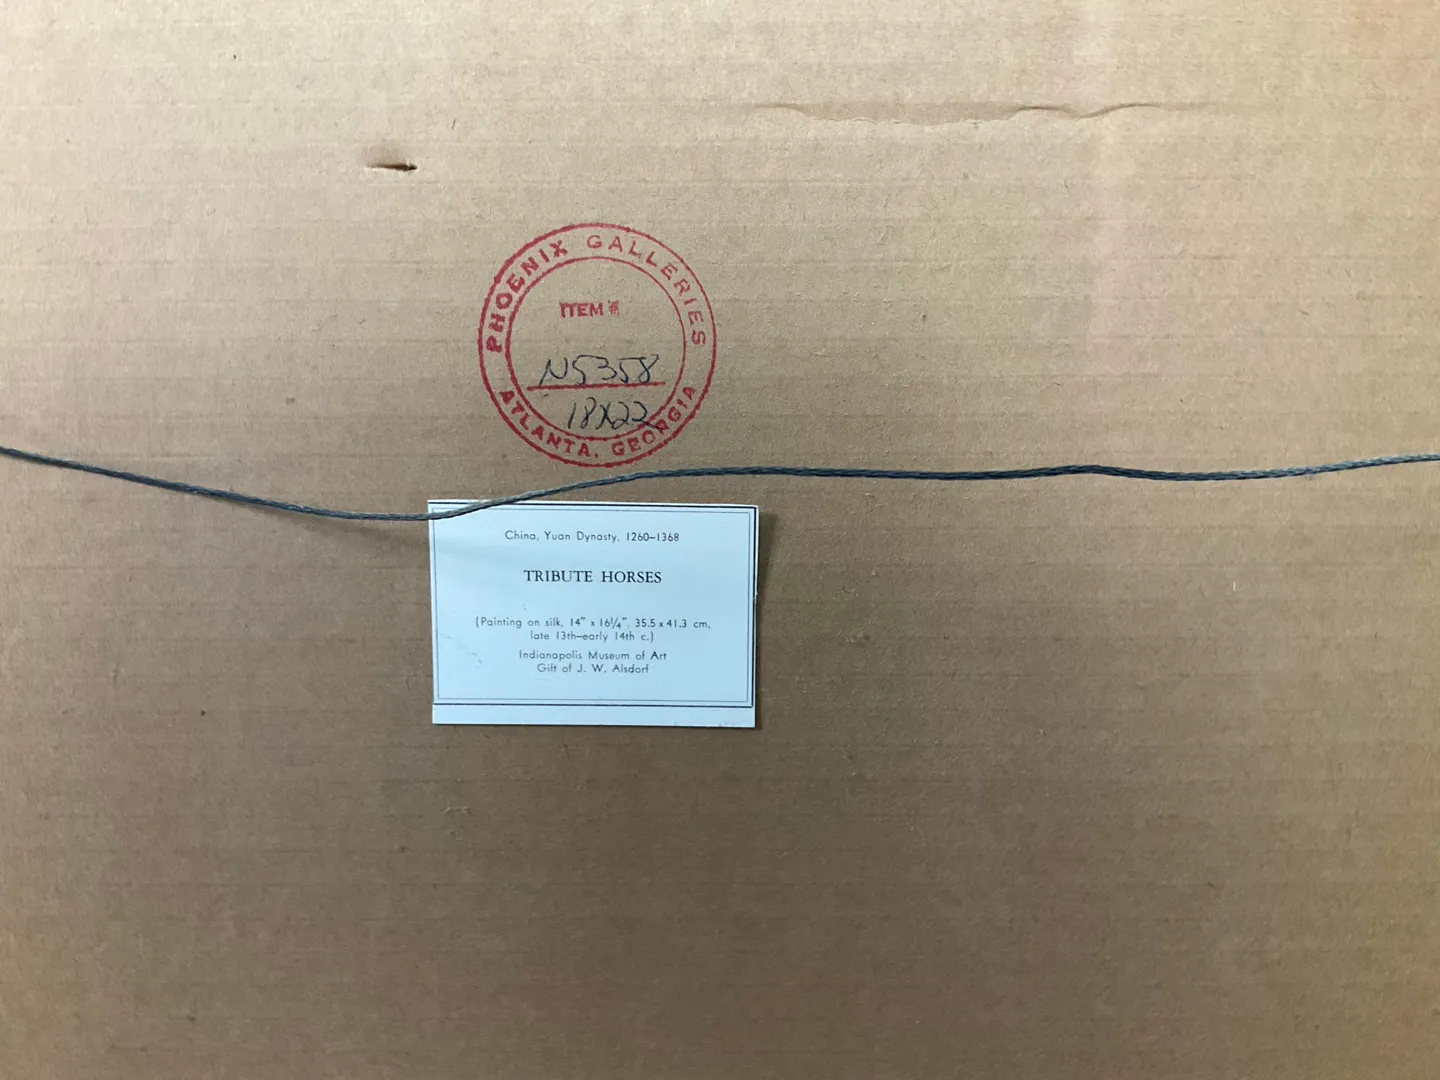 PHOENIX GALLERIES
ITEM #
N5358
18x22
ATLANTA, GEORGIA
China, Yuan Dynasty, 1260–1368
TRIBUTE HORSES
(Painting on silk, 14" x 16¼", 35.5 x 41.3 cm,
late 13th–early 14th c.)
Indianapolis Museum of Art
Gift of J. W. Alsdorf